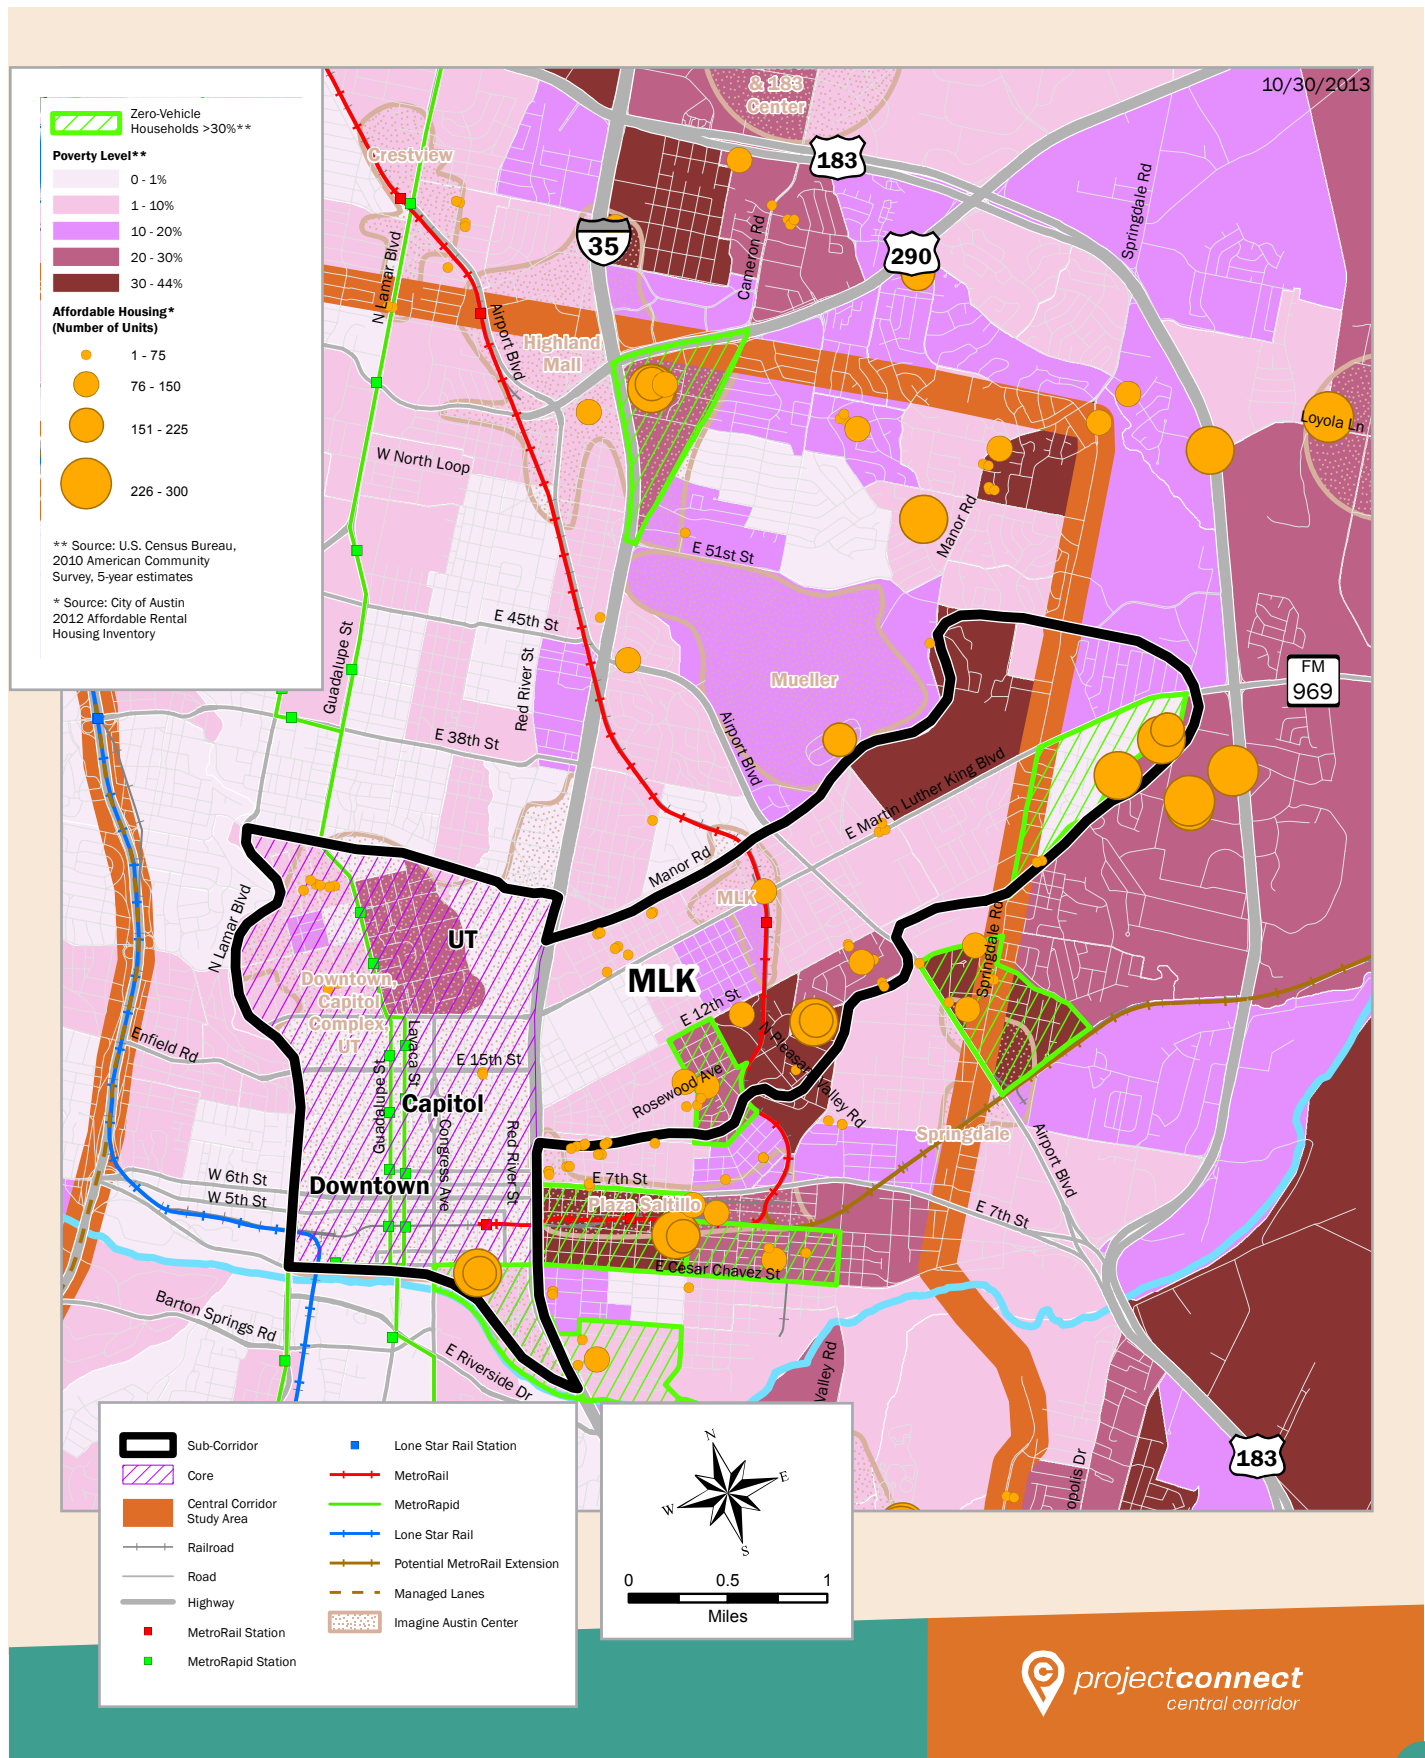 10/30/2013
Zero-Vehicle
Households >30%**
Poverty Level**
0 - 1%
1 - 10%
10 - 20%
20 - 30%
30 - 44%
Affordable Housing*
(Number of Units)
1 - 75
76 - 150
151 - 225
226 - 300
** Source: U.S. Census Bureau,
2010 American Community
Survey, 5-year estimates
* Source: City of Austin
2012 Affordable Rental
Housing Inventory
& 183
Center
Crestview
183
Springdale Rd
35
290
Cameron Rd
N Lamar Blvd
Airport Blvd
Highland
Mall
Loyola Ln
W North Loop
Manor Rd
E 51st St
E 45th St
Guadalupe St
Red River St
Mueller
FM
969
Airport Blvd
E 38th St
E Martin Luther King Blvd
Manor Rd
MLK
N Lamar Blvd
UT
Springdale Rd
MLK
Downtown,
Capitol
Complex,
UT
E 12th St
N Pleasant Valley Rd
Enfield Rd
Lavaca St
E 15th St
Guadalupe St
Rosewood Ave
Capitol
Congress Ave
Red River St
Springdale
Airport Blvd
W 6th St
W 5th St
Downtown
E 7th St
Plaza Saltillo
E 7th St
E Cesar Chavez St
Barton Springs Rd
E Riverside Dr
Valley Rd
183
opolis Dr
Sub-Corridor
Core
Central Corridor
Study Area
Railroad
Road
Highway
MetroRail Station
MetroRapid Station
Lone Star Rail Station
MetroRail
MetroRapid
Lone Star Rail
Potential MetroRail Extension
Managed Lanes
Imagine Austin Center
N
E
W
S
0 0.5 1
Miles
projectconnect
central corridor